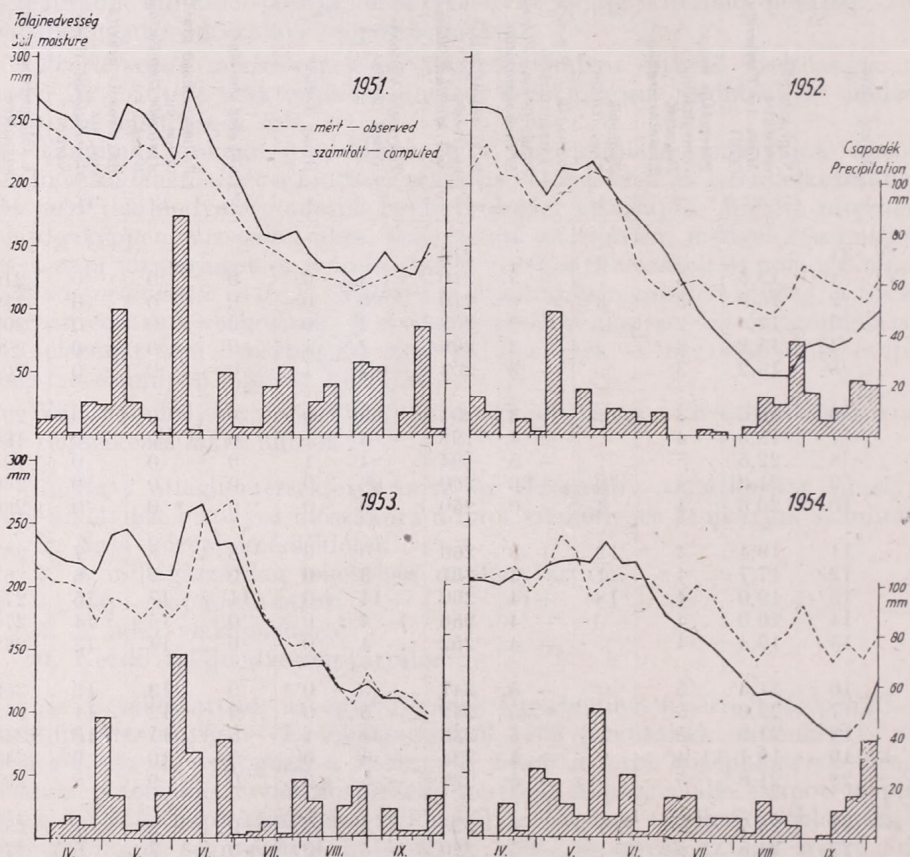 Talajnedvesség
Soil moisture
300
mm
1951.
1952.
250
mért — observed
számított — computed
Csapadék
Precipitation
200
100
mm
150
80
60
100
40
50
20
300
mm
1953.
1954.
250
200
100
mm
150
80
60
100
40
50
20
IV. V. VI. VII. VIII. IX.
IV. V. VI. VII. VIII. IX.